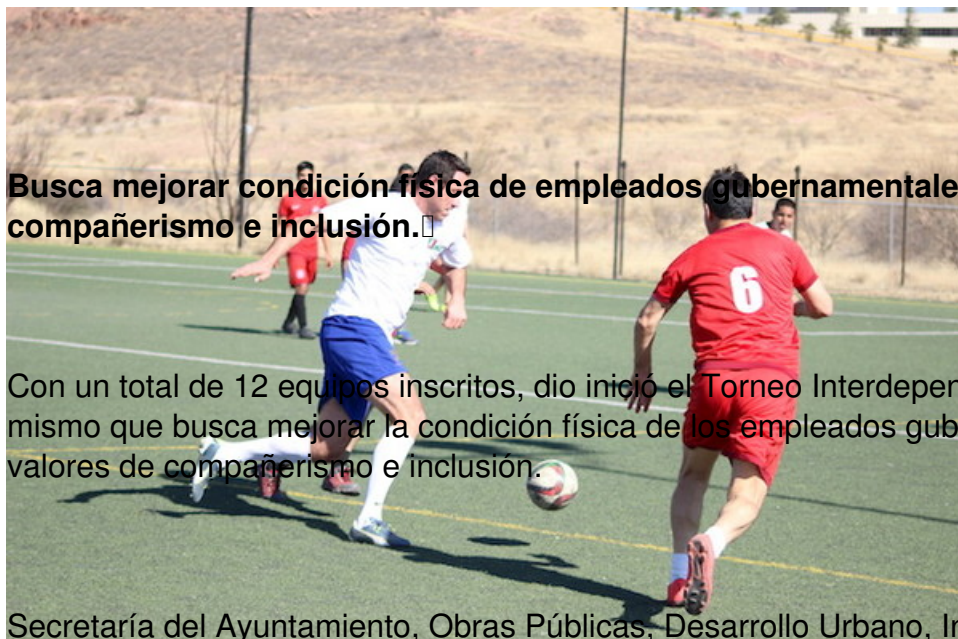 Busca mejorar condición física de empleados gubernamentale
compañerismo e inclusión.
6
Con un total de 12 equipos inscritos, dio inició el Torneo Interdepen
mismo que busca mejorar la condición física de los empleados gub
valores de compañerismo e inclusión.
Secretaría del Ayuntamiento, Obras Públicas, Desarrollo Urbano, In